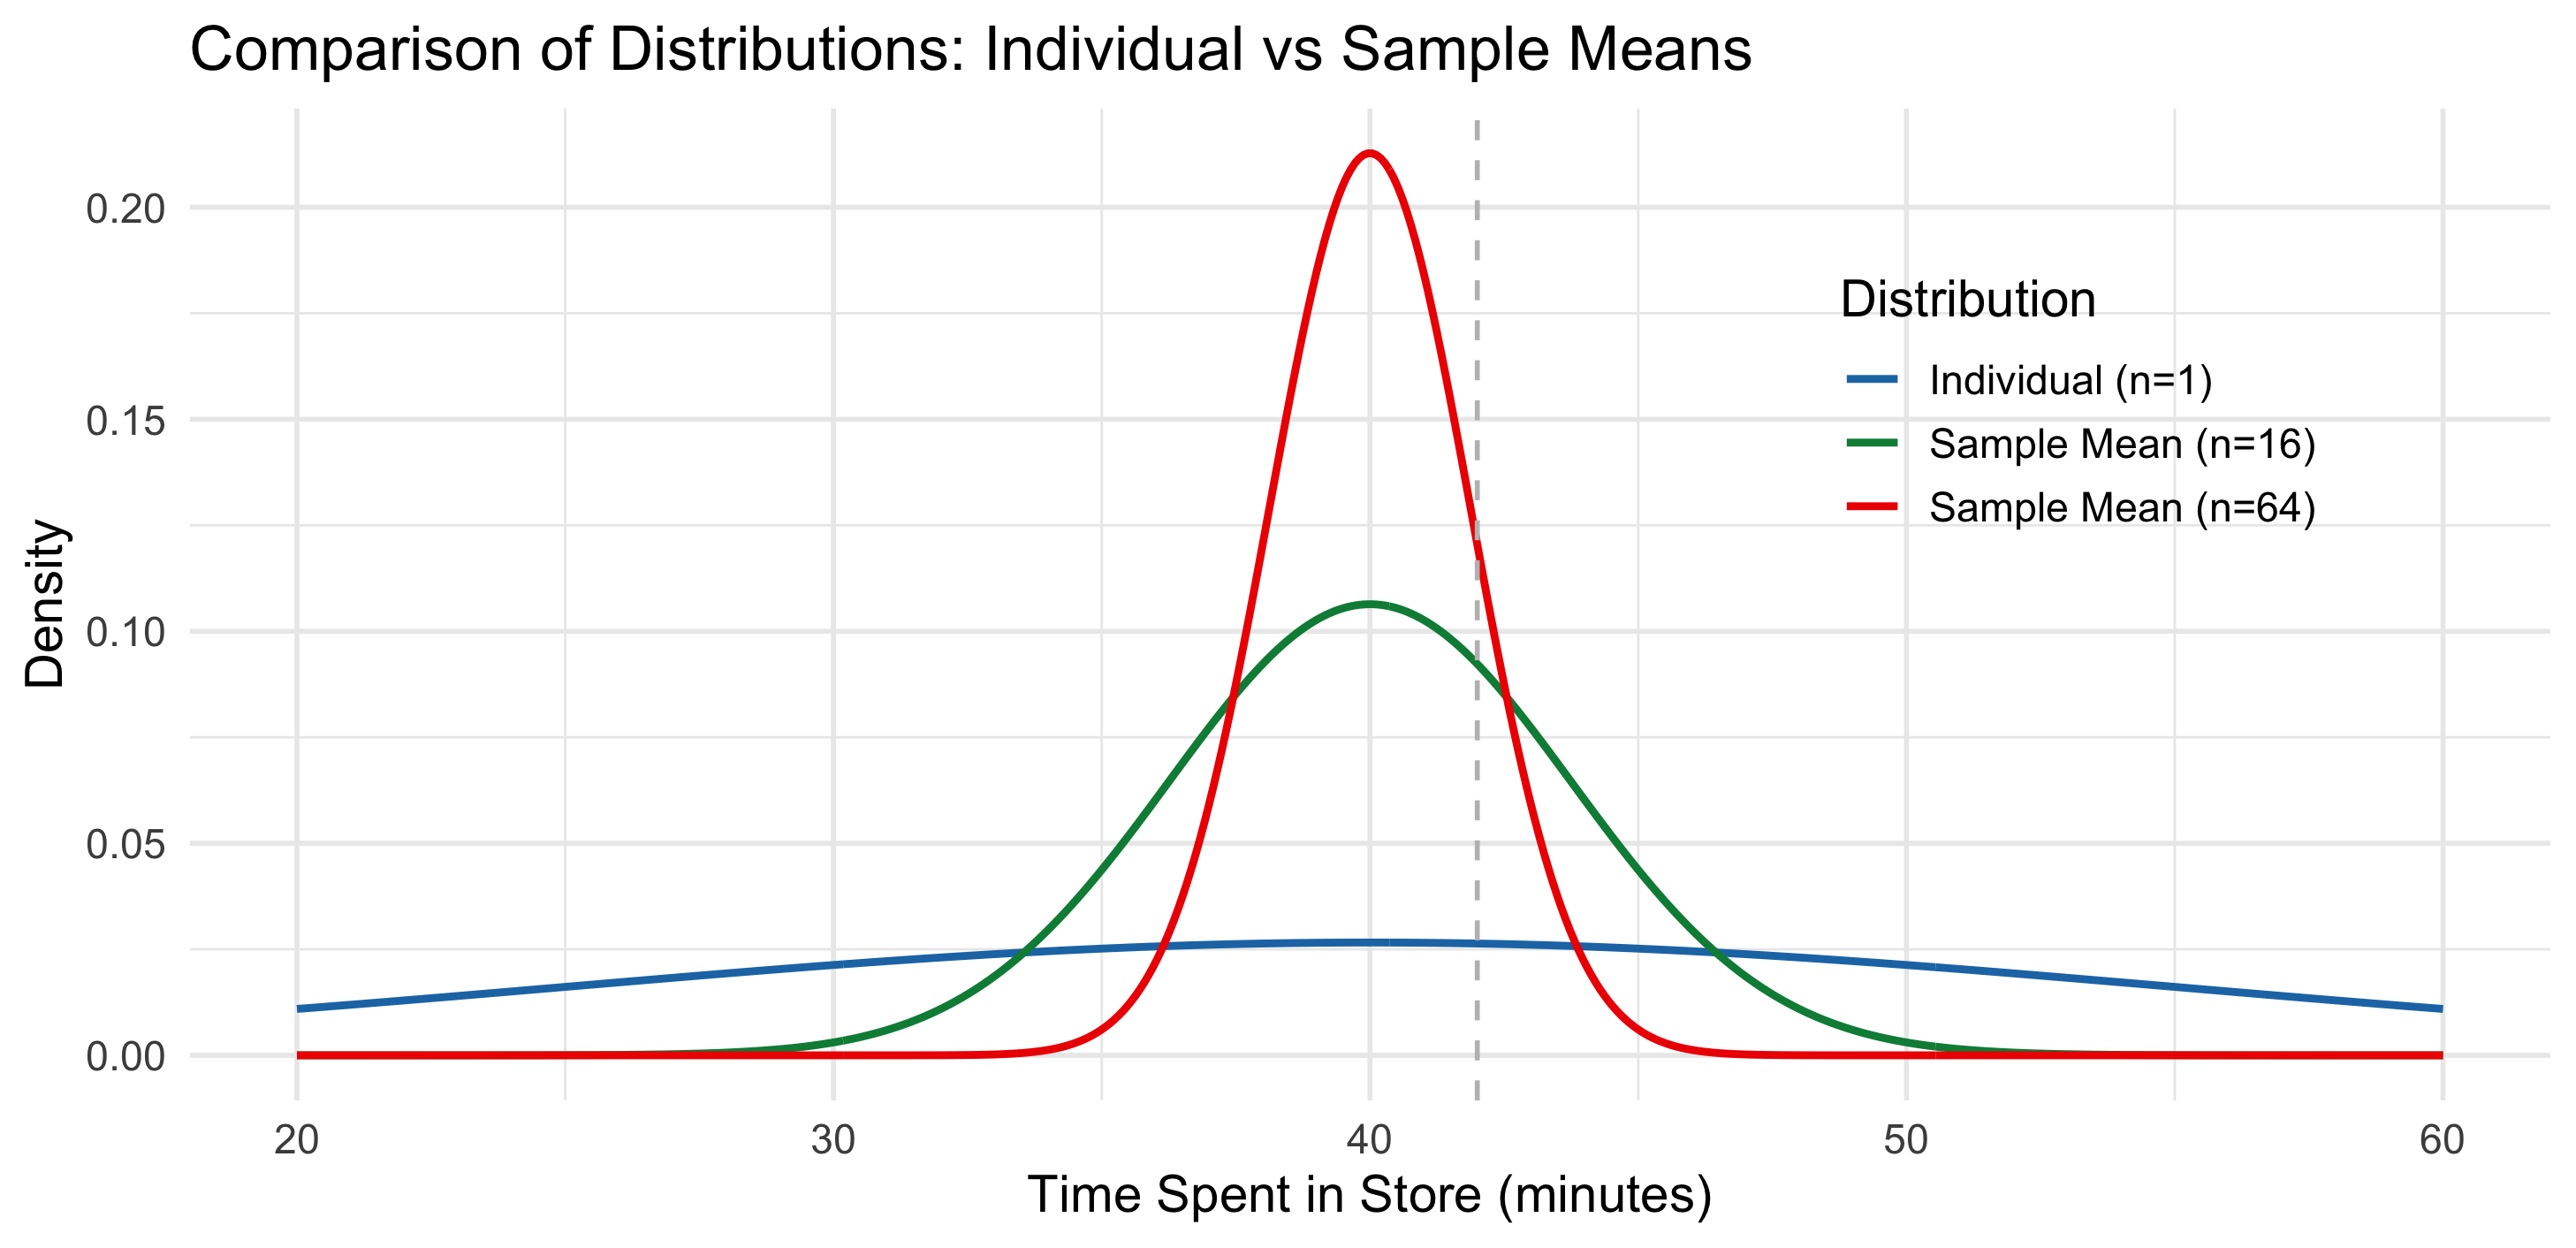 Comparison of Distributions: Individual vs Sample Means
Density
0.20
0.15
0.10
0.05
0.00
Distribution
Individual (n=1)
Sample Mean (n=16)
Sample Mean (n=64)
20 30 40 50 60
Time Spent in Store (minutes)